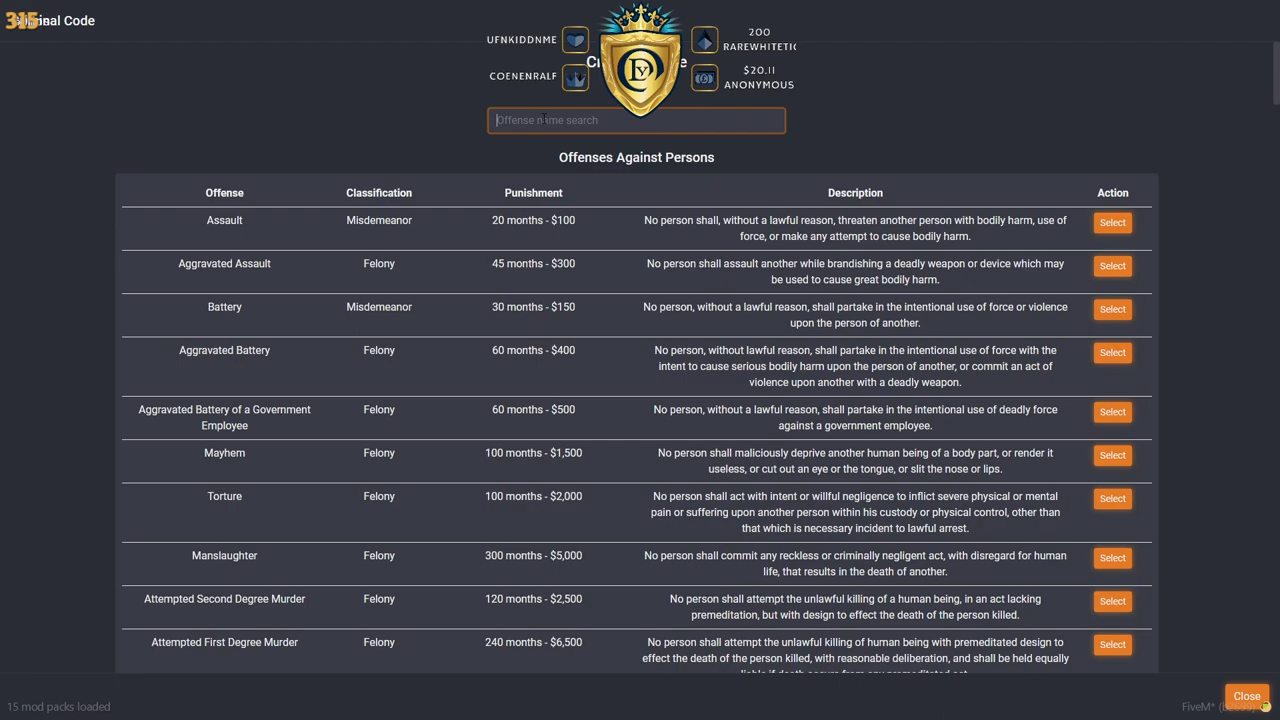 315
inal Code
UFNKIDDNME
COENENRALF
200
RAREWHITETIG
$20.11
ANONYMOUS
Offense name search
Offenses Against Persons
Offense Classification Punishment Description Action
Assault Misdemeanor 20 months - $100 No person shall, without a lawful reason, threaten another person with bodily harm, use of Select
force, or make any attempt to cause bodily harm.
Aggravated Assault Felony 45 months - $300 No person shall assault another while brandishing a deadly weapon or device which may Select
be used to cause great bodily harm.
Battery Misdemeanor 30 months - $150 No person, without a lawful reason, shall partake in the intentional use of force or violence Select
upon the person of another.
Aggravated Battery Felony 60 months - $400 No person, without lawful reason, shall partake in the intentional use of force with the Select
intent to cause serious bodily harm upon the person of another, or commit an act of
violence upon another with a deadly weapon.
Aggravated Battery of a Government Felony 60 months - $500 No person, without a lawful reason, shall partake in the intentional use of deadly force Select
Employee against a government employee.
Mayhem Felony 100 months - $1,500 No person shall maliciously deprive another human being of a body part, or render it Select
useless, or cut out an eye or the tongue, or slit the nose or lips.
Torture Felony 100 months - $2,000 No person shall act with intent or willful negligence to inflict severe physical or mental Select
pain or suffering upon another person within his custody or physical control, other than
that which is necessary incident to lawful arrest.
Manslaughter Felony 300 months - $5,000 No person shall commit any reckless or criminally negligent act, with disregard for human Select
life, that results in the death of another.
Attempted Second Degree Murder Felony 120 months - $2,500 No person shall attempt the unlawful killing of a human being, in an act lacking Select
premeditation, but with design to effect the death of the person killed.
Attempted First Degree Murder Felony 240 months - $6,500 No person shall attempt the unlawful killing of human being with premeditated design to Select
effect the death of the person killed, with reasonable deliberation, and shall be held equally
Close
15 mod packs loaded
FiveM*